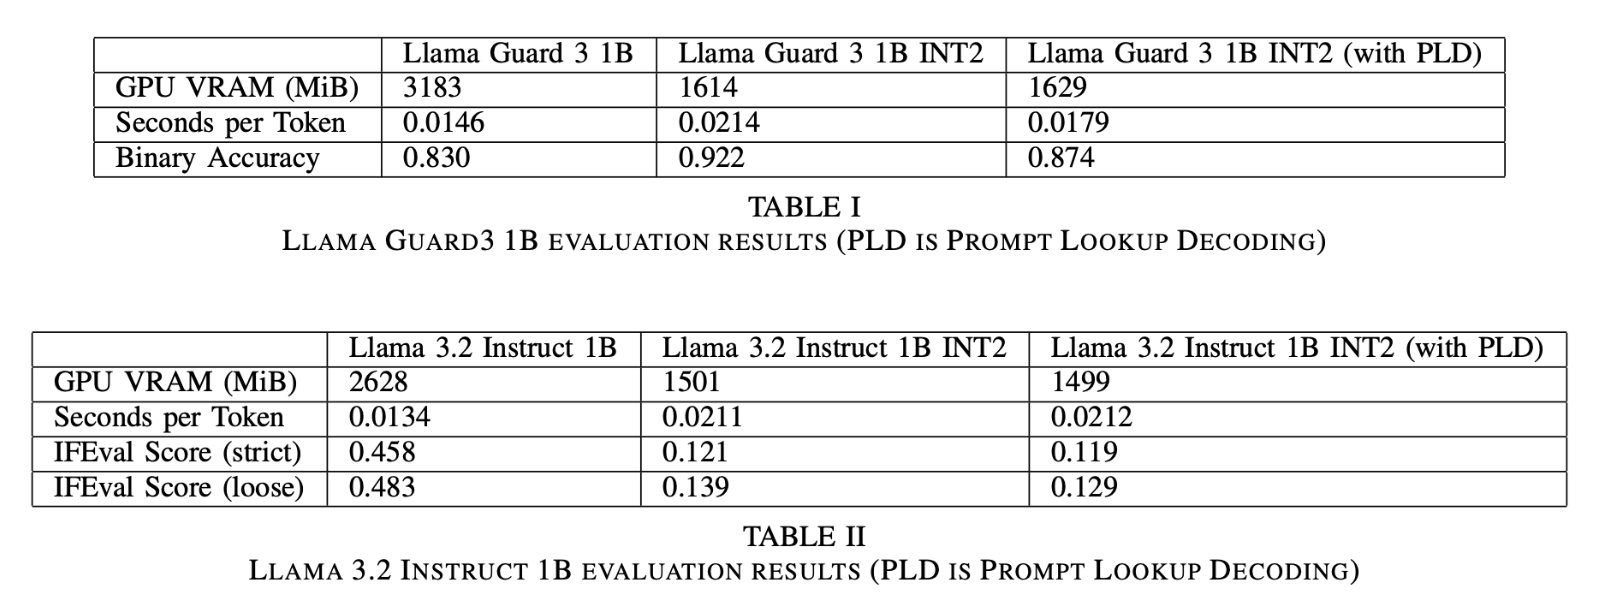 Llama Guard 3 1B Llama Guard 3 1B INT2 Llama Guard 3 1B INT2 (with PLD)
GPU VRAM (MiB) 3183 1614 1629
Seconds per Token 0.0146 0.0214 0.0179
Binary Accuracy 0.830 0.922 0.874
TABLE I
LLAMA GUARD3 1B EVALUATION RESULTS (PLD IS PROMPT LOOKUP DECODING)
Llama 3.2 Instruct 1B Llama 3.2 Instruct 1B INT2 Llama 3.2 Instruct 1B INT2 (with PLD)
GPU VRAM (MiB) 2628 1501 1499
Seconds per Token 0.0134 0.0211 0.0212
IFEval Score (strict) 0.458 0.121 0.119
IFEval Score (loose) 0.483 0.139 0.129
TABLE II
LLAMA 3.2 INSTRUCT 1B EVALUATION RESULTS (PLD IS PROMPT LOOKUP DECODING)